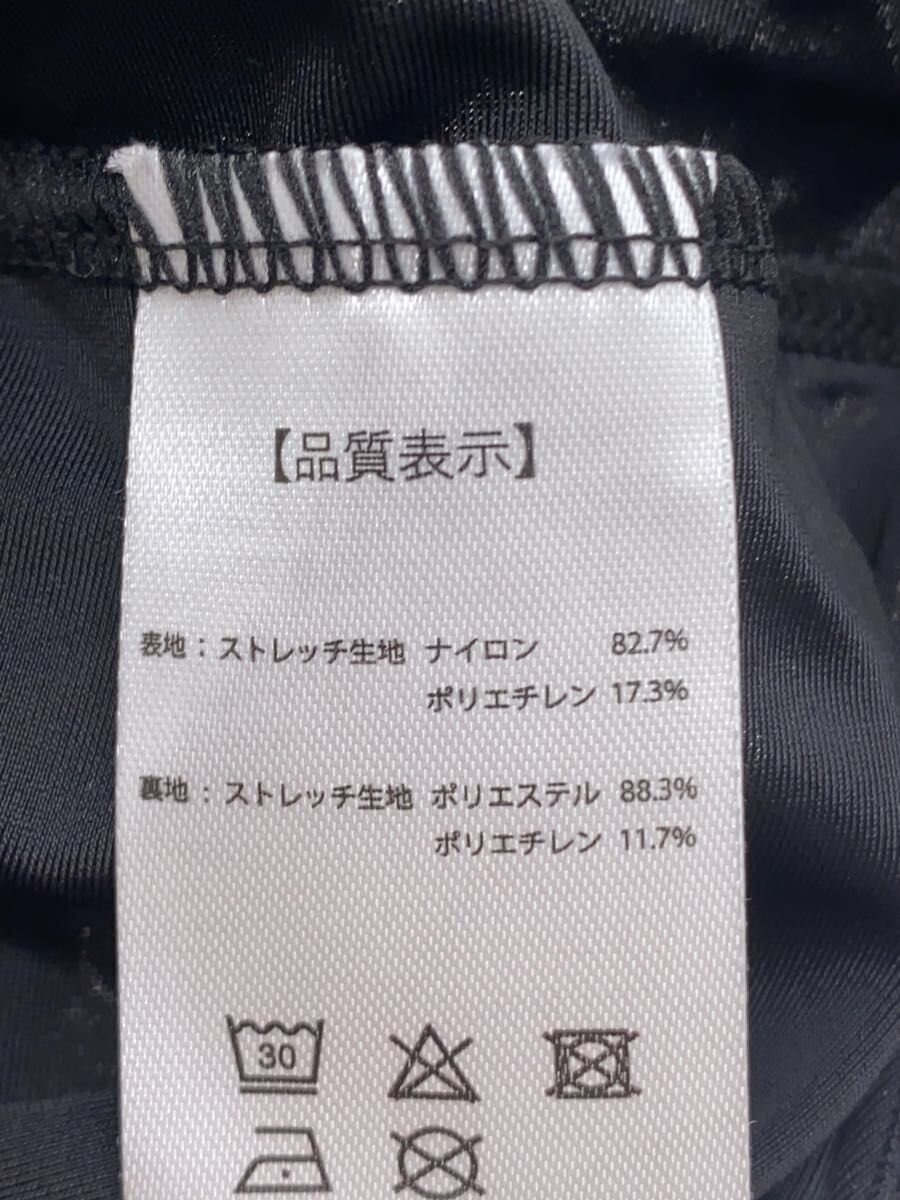 【品質表示】
表地：ストレッチ生地 ナイロン 82.7%
ポリエチレン 17.3%
裏地：ストレッチ生地 ポリエステル 88.3%
ポリエチレン 11.7%
30